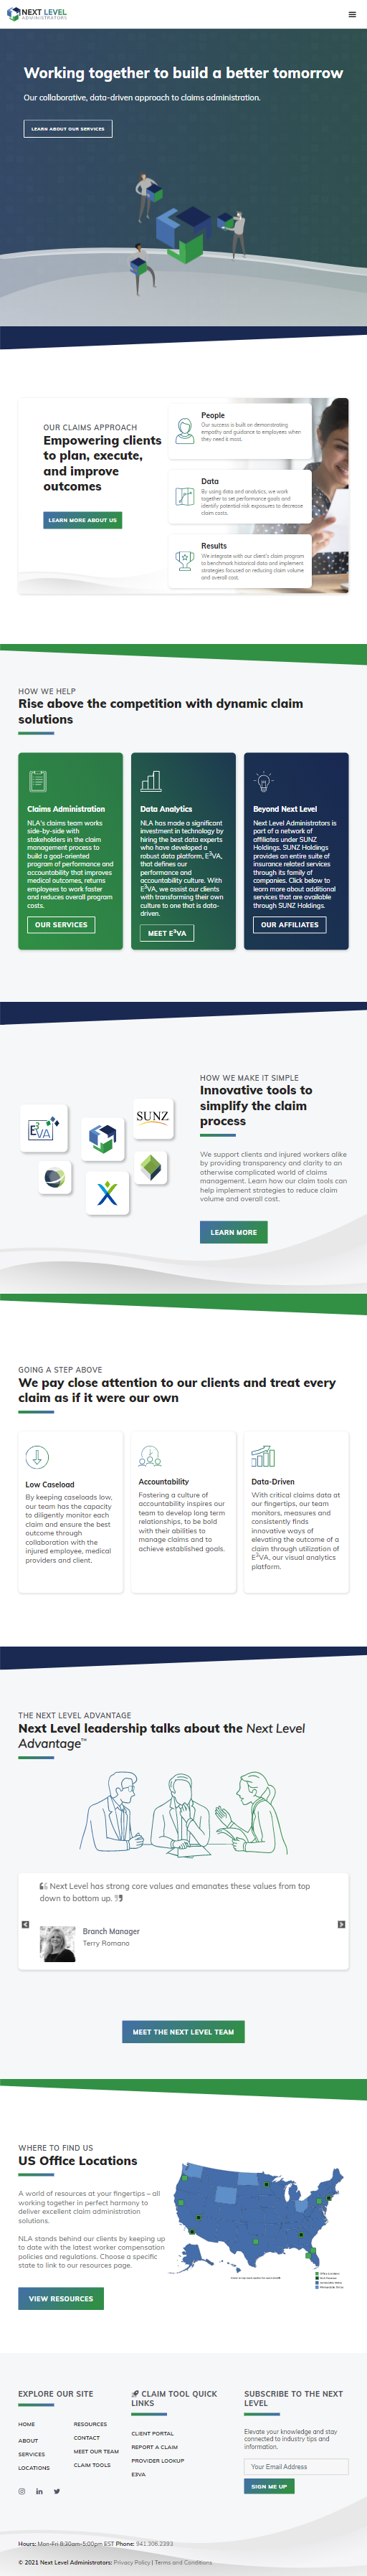 NEXT LEVEL
ADMINISTRATORS
Working together to build a better tomorrow
Our collaborative, data-driven approach to claims administration.
LEARN ABOUT OUR SERVICES
OUR CLAIMS APPROACH
Empowering clients
to plan, execute,
and improve
outcomes
LEARN MORE ABOUT US
People
Our success is built on demonstrating
empathy and guidance to employees when
they need it most.
Data
By using data and analytics, we work
together to set performance goals and
identify potential risk exposures to decrease
claim costs.
Results
We integrate with our client's claim program
to benchmark historical data and implement
strategies focused on reducing claim volume
and overall cost.
HOW WE HELP
Rise above the competition with dynamic claim
solutions
Claims Administration
NLA's claims team works
side-by-side with
stakeholders in the claim
management process to
build a goal-oriented
program of performance and
accountability that improves
medical outcomes, returns
employees to work faster
and reduces overall program
costs.
OUR SERVICES
Data Analytics
NLA has made a significant
investment in technology by
hiring the best data experts
who have developed a
robust data platform, E³VA,
that defines our
performance and
accountability culture. With
E³VA, we assist our clients
with transforming their own
culture to one that is data-
driven.
MEET E³VA
Beyond Next Level
Next Level Administrators is
part of a network of
affiliates under SUNZ
Holdings. SUNZ Holdings
provides an entire suite of
insurance related services
through its family of
companies. Click below to
learn more about additional
services that are available
through SUNZ Holdings.
OUR AFFILIATES
E³VA
SUNZ
HOW WE MAKE IT SIMPLE
Innovative tools to
simplify the claim
process
We support clients and injured workers alike
by providing transparency and clarity to an
otherwise complicated world of claims
management. Learn how our claim tools can
help implement strategies to reduce claim
volume and overall cost.
LEARN MORE
GOING A STEP ABOVE
We pay close attention to our clients and treat every
claim as if it were our own
Low Caseload
By keeping caseloads low,
our team has the capacity
to diligently monitor each
claim and ensure the best
outcome through
collaboration with the
injured employee, medical
providers and client.
Accountability
Fostering a culture of
accountability inspires our
team to develop long term
relationships, to be bold
with their abilities to
manage claims and to
achieve established goals.
Data-Driven
With critical claims data at
our fingertips, our team
monitors, measures and
consistently finds
innovative ways of
elevating the outcome of a
claim through utilization of
E³VA, our visual analytics
platform.
THE NEXT LEVEL ADVANTAGE
Next Level leadership talks about the Next Level
Advantage™
Next Level has strong core values and emanates these values from top
down to bottom up.
Branch Manager
Terry Romano
MEET THE NEXT LEVEL TEAM
WHERE TO FIND US
US Office Locations
A world of resources at your fingertips – all
working together in perfect harmony to
deliver excellent claim administration
solutions.
NLA stands behind our clients by keeping up
to date with the latest worker compensation
policies and regulations. Choose a specific
state to link to our resources page.
VIEW RESOURCES
EXPLORE OUR SITE
HOME
ABOUT
SERVICES
LOCATIONS
RESOURCES
CONTACT
MEET OUR TEAM
CLAIM TOOLS
CLAIM TOOL QUICK
LINKS
CLIENT PORTAL
REPORT A CLAIM
PROVIDER LOOKUP
E3VA
SUBSCRIBE TO THE NEXT
LEVEL
Elevate your knowledge and stay
connected to industry tips and
information.
Your Email Address
SIGN ME UP
Hours: Mon-Fri 8:30am-5:00pm EST Phone: 941.306.2393
© 2021 Next Level Administrators: Privacy Policy | Terms and Conditions